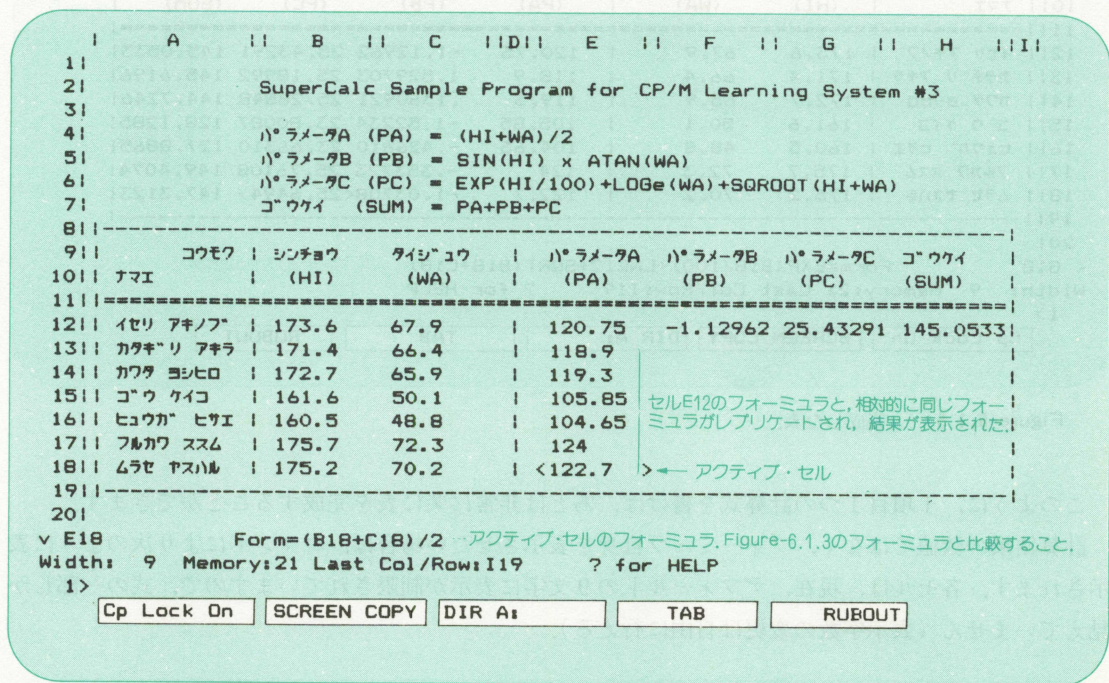 | A || B || C ||D|| E || F || G || H ||I|
1|
2| SuperCalc Sample Program for CP/M Learning System #3
3|
4| パラメータA (PA) = (HI+WA)/2
5| パラメータB (PB) = SIN(HI) x ATAN(WA)
6| パラメータC (PC) = EXP(HI/100)+LOGe(WA)+SQROOT(HI+WA)
7| ゴウケイ (SUM) = PA+PB+PC
8||----------------------------------------------------------------------|
9|| コウモク | シンチョウ タイジュウ | パラメータA パラメータB パラメータC ゴウケイ |
10|| ナマエ | (HI) (WA) | (PA) (PB) (PC) (SUM) |
11||======================================================================|
12|| イセリ アキノブ | 173.6 67.9 | 120.75 -1.12962 25.43291 145.0533|
13|| カタギリ アキラ | 171.4 66.4 | 118.9 |
14|| カワタ ヨシヒロ | 172.7 65.9 | 119.3 |
15|| ゴウ ケイコ | 161.6 50.1 | 105.85 |
16|| ヒュウガ ヒサエ | 160.5 48.8 | 104.65 |
17|| フルカワ ススム | 175.7 72.3 | 124 |
18|| ムラセ ヤスハル | 175.2 70.2 | <122.7 > |
19||----------------------------------------------------------------------|
20|
セルE12のフォーミュラと,相対的に同じフォー
ミュラがレプリケートされ,結果が表示された.
← アクティブ・セル
v E18 Form=(B18+C18)/2
アクティブ・セルのフォーミュラ.Figure-6.1.3のフォーミュラと比較すること.
Width: 9 Memory:21 Last Col/Row:I19 ? for HELP
Cp Lock On SCREEN COPY DIR A: TAB RUBOUT